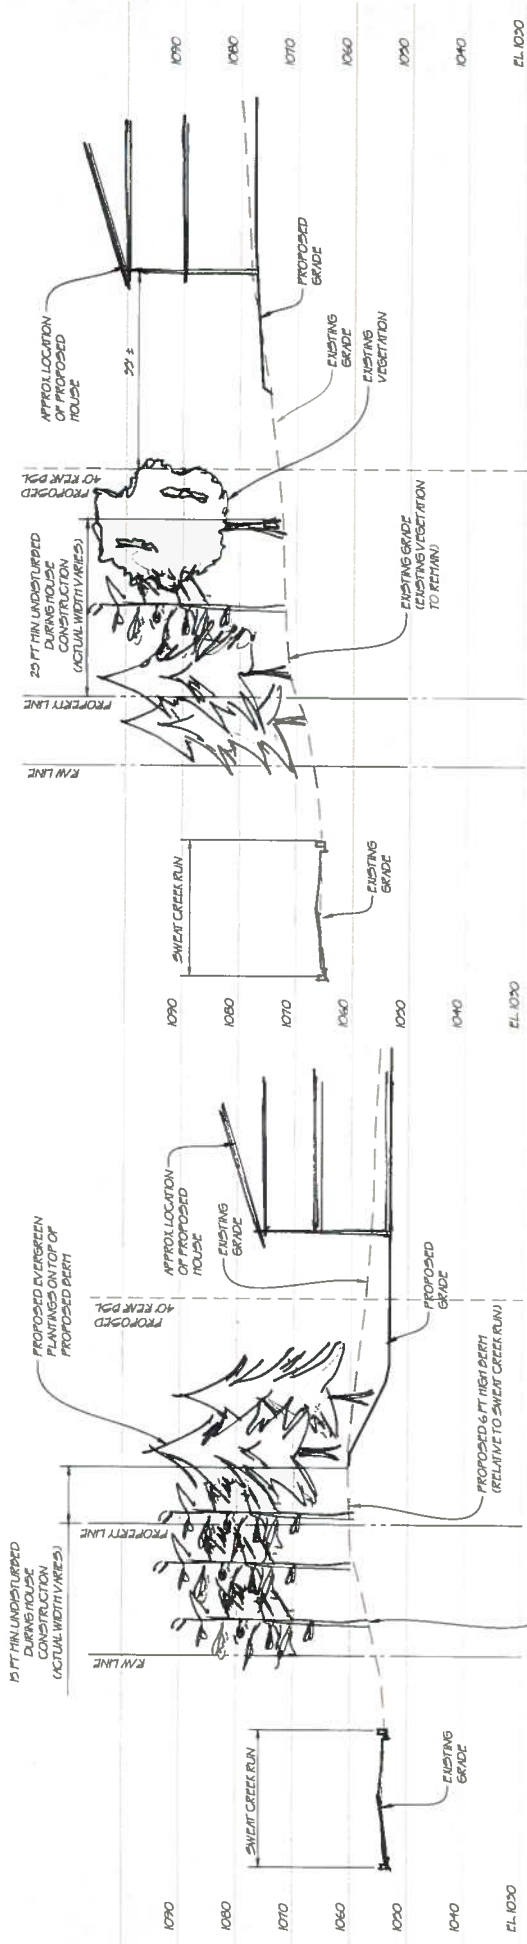 1090
1080
1070
1060
1050
1040
EL 1030
APPROX LOCATION
OF PROPOSED
HOUSE
PROPOSED
GRADE
EXISTING
GRADE
EXISTING
VEGETATION
PROPOSED
40' REAR BSL
25 FT MIN UNDISTURBED
DURING HOUSE
CONSTRUCTION
(ACTUAL WIDTH VARIES)
EXISTING GRADE
(EXISTING VEGETATION
TO REMAIN)
PROPERTY LINE
R/W LINE
SWEAT CREEK RUN
EXISTING
GRADE
1090
1080
1070
1060
1050
1040
EL 1030
PROPOSED EVERGREEN
PLANTINGS ON TOP OF
PROPOSED BERM
APPROX LOCATION
OF PROPOSED
HOUSE
EXISTING
GRADE
PROPOSED
40' REAR BSL
PROPOSED
GRADE
15 FT MIN UNDISTURBED
DURING HOUSE
CONSTRUCTION
(ACTUAL WIDTH VARIES)
PROPERTY LINE
PROPOSED 6 FT HIGH BERM
(RELATIVE TO SWEAT CREEK RUN)
R/W LINE
SWEAT CREEK RUN
EXISTING
GRADE
1090
1080
1070
1060
1050
1040
EL 1030